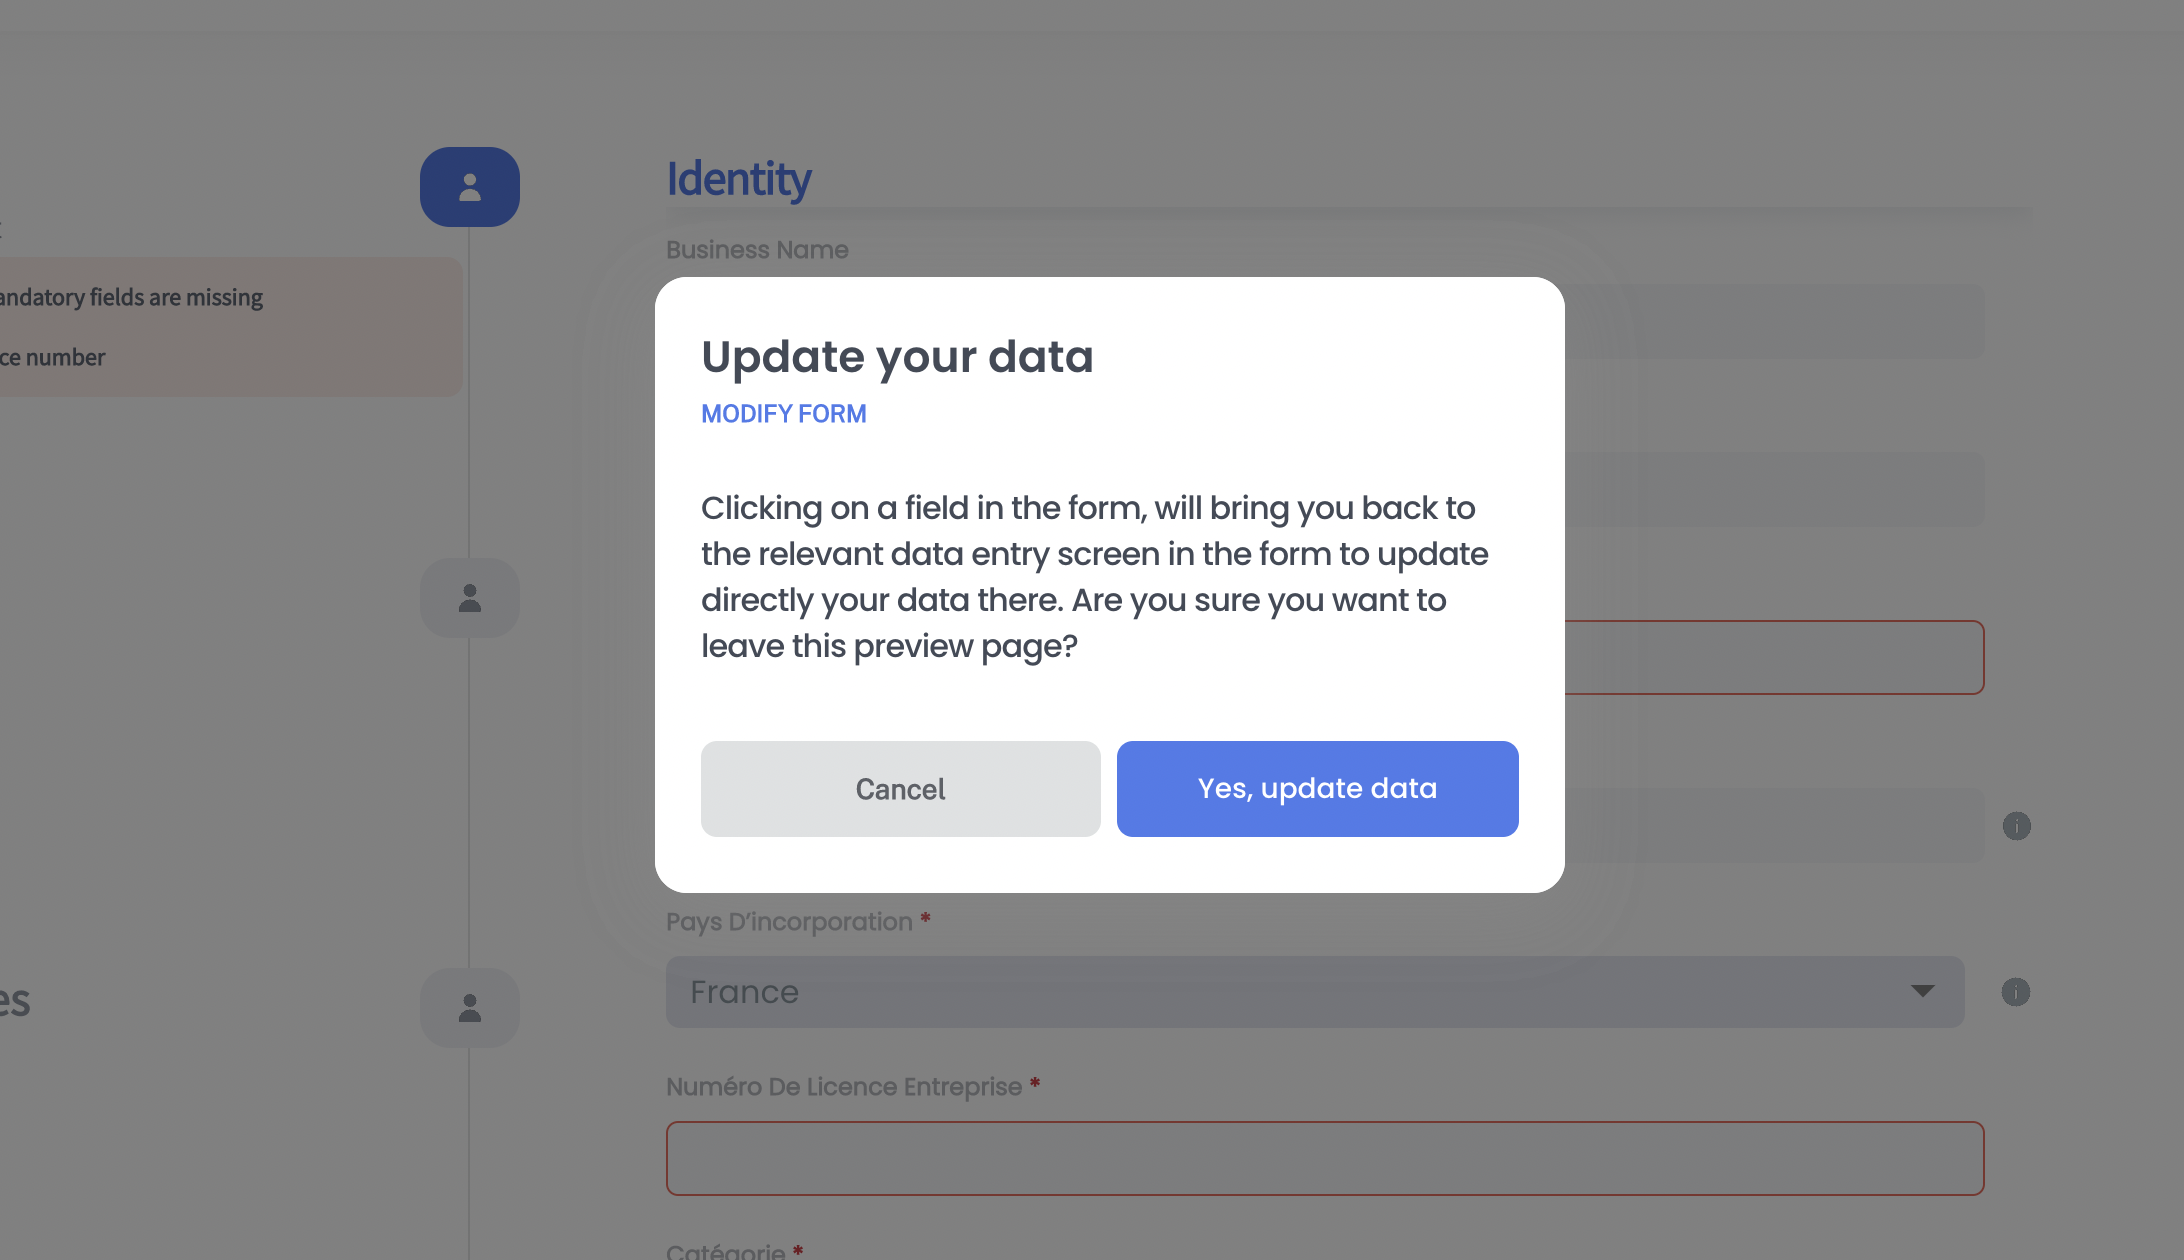 Identity
Business Name
andatory fields are missing
ce number
Update your data
MODIFY FORM
Clicking on a field in the form, will bring you back to
the relevant data entry screen in the form to update
directly your data there. Are you sure you want to
leave this preview page?
Cancel
Yes, update data
Pays D’incorporation *
France
es
Numéro De Licence Entreprise *
Catégorie *